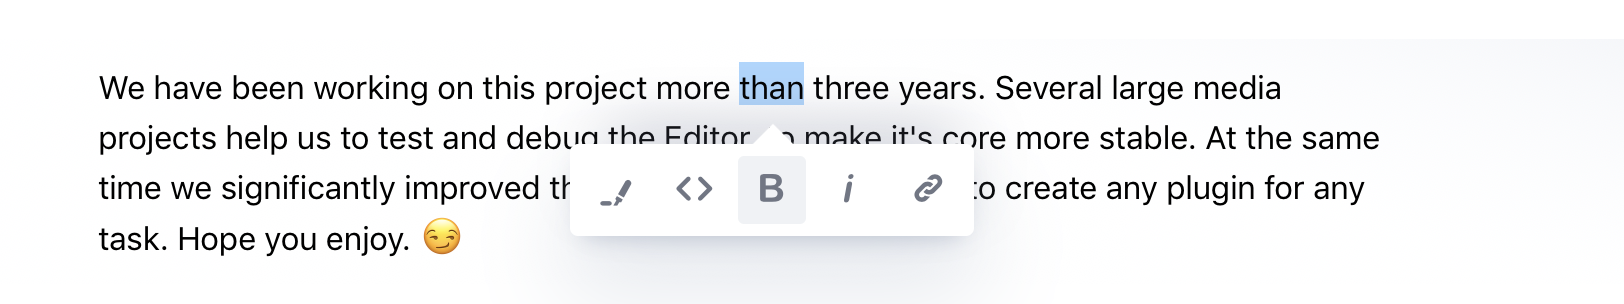 We have been working on this project more than three years. Several large media
projects help us to test and debug the Editor make it's core more stable. At the same
time we significantly improved to create any plugin for any
task. Hope you enjoy. 😏
B i